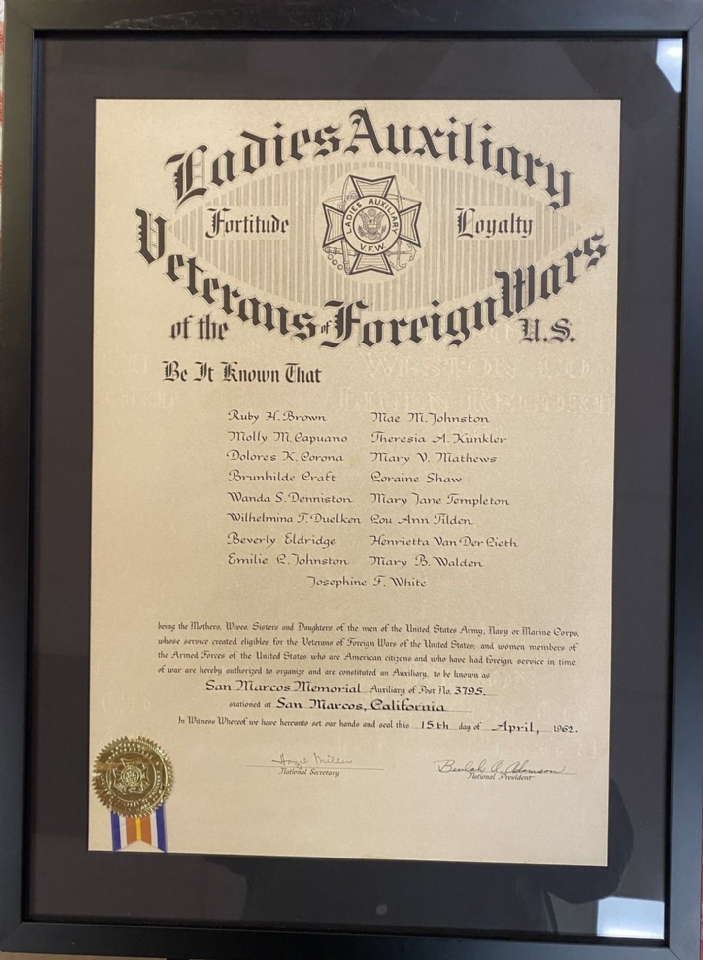 Ladies Auxiliary
Fortitude
LADIES AUXILIARY
V.F.W.
Loyalty
Veterans of Foreign Wars
of the
U.S.
Be It Known That
Ruby H. Brown
Molly M. Capuano
Dolores K. Corona
Brunhilde Craft
Wanda S. Denniston
Wilhelmina T. Duelken
Beverly Eldridge
Emilie L. Johnston
Mae M. Johnston
Theresia A. Kunkler
Mary V. Mathews
Loraine Shaw
Mary Jane Templeton
Lou Ann Tilden
Henrietta Van Der Lieth
Mary B. Walden
Josephine F. White
being the Mothers, Wives, Sisters and Daughters of the men of the United States Army, Navy or Marine Corps,
whose service created eligibles for the Veterans of Foreign Wars of the United States; and women members of
the Armed Forces of the United States who are American citizens and who have had foreign service in time
of war are hereby authorized to organize and are constituted an Auxiliary, to be known as
San Marcos Memorial Auxiliary of Post No. 3795.
stationed at San Marcos, California
In Witness Whereof we have hereunto set our hands and seal this 15th day of April, 1962.
Hazel Miller
National Secretary
Beulah A. Adamson
National President